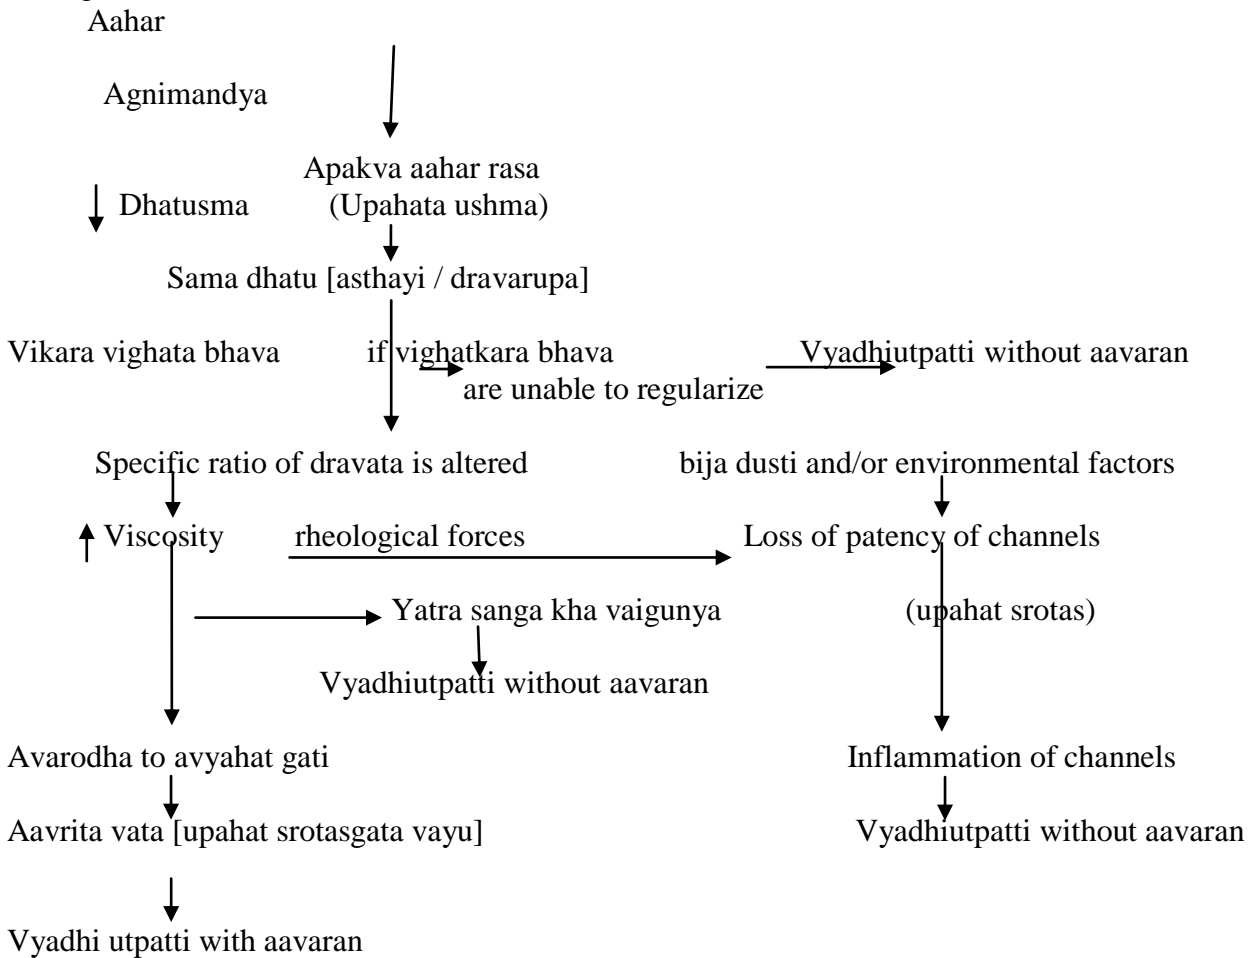 Aahar
Agnimandya
Apakva aahar rasa
Dhatusma (Upahata ushma)
Sama dhatu [asthayi / dravarupa]
Vikara vighata bhava if vighatkara bhava Vyadhiutpatti without aavaran
are unable to regularize
Specific ratio of dravata is altered bija dusti and/or environmental factors
Viscosity rheological forces Loss of patency of channels
Yatra sanga kha vaigunya (upahat srotas)
Vyadhiutpatti without aavaran
Avarodha to avyahat gati Inflammation of channels
Aavrita vata [upahat srotasgata vayu] Vyadhiutpatti without aavaran
Vyadhi utpatti with aavaran